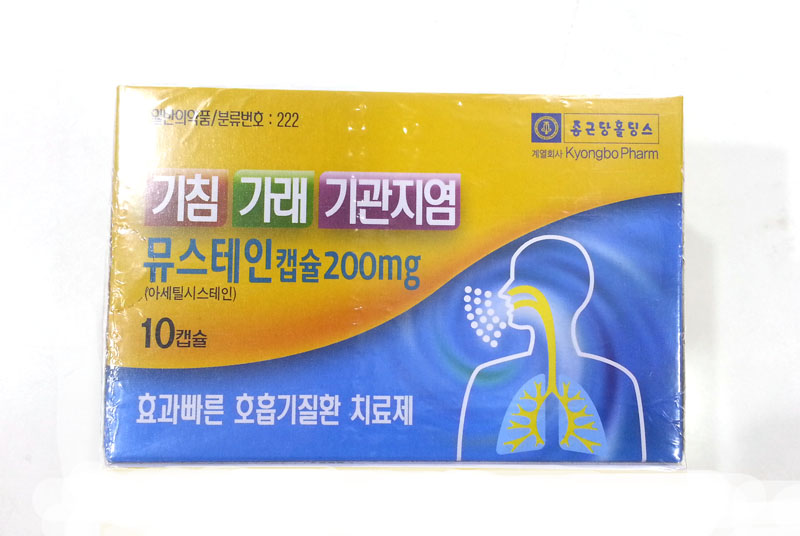 일반의약품/분류번호 : 222
종근당홀딩스
계열회사 Kyongbo Pharm
기침 가래 기관지염
뮤스테인캡슐200mg
(아세틸시스테인)
10캡슐
효과빠른 호흡기질환 치료제